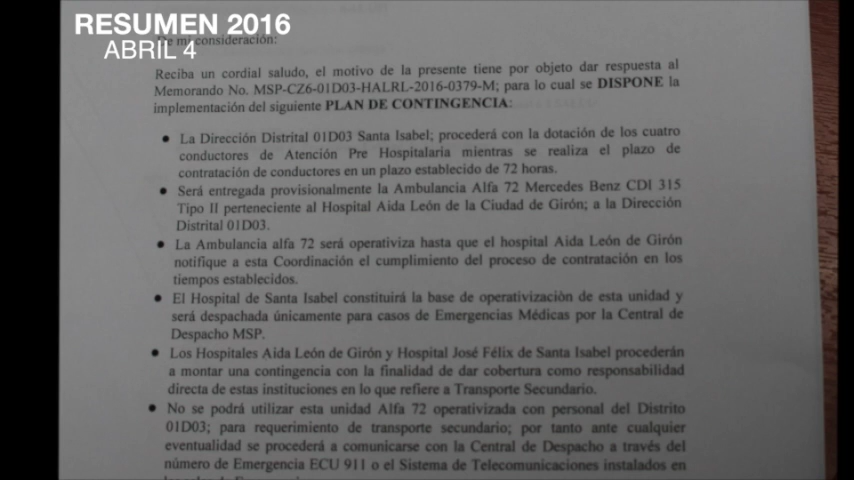 RESUMEN 2016
ABRIL 4
De mi consideración:
Reciba un cordial saludo, el motivo de la presente tiene por objeto dar respuesta al
Memorando No. MSP-CZ6-01D03-HALRL-2016-0379-M; para lo cual se DISPONE la
implementación del siguiente PLAN DE CONTINGENCIA:
• La Dirección Distrital 01D03 Santa Isabel; procederá con la dotación de los cuatro
conductores de Atención Pre Hospitalaria mientras se realiza el plazo de
contratación de conductores en un plazo establecido de 72 horas.
• Será entregada provisionalmente la Ambulancia Alfa 72 Mercedes Benz CDI 315
Tipo II perteneciente al Hospital Aida León de la Ciudad de Girón; a la Dirección
Distrital 01D03.
• La Ambulancia alfa 72 será operativiza hasta que el hospital Aida León de Girón
notifique a esta Coordinación el cumplimiento del proceso de contratación en los
tiempos establecidos.
• El Hospital de Santa Isabel constituirá la base de operativización de esta unidad y
será despachada únicamente para casos de Emergencias Médicas por la Central de
Despacho MSP.
• Los Hospitales Aida León de Girón y Hospital José Félix de Santa Isabel procederán
a montar una contingencia con la finalidad de dar cobertura como responsabilidad
directa de estas instituciones en lo que refiere a Transporte Secundario.
• No se podrá utilizar esta unidad Alfa 72 operativizada con personal del Distrito
01D03; para requerimiento de transporte secundario; por tanto ante cualquier
eventualidad se procederá a comunicarse con la Central de Despacho a través del
número de Emergencia ECU 911 o el Sistema de Telecomunicaciones instalados en